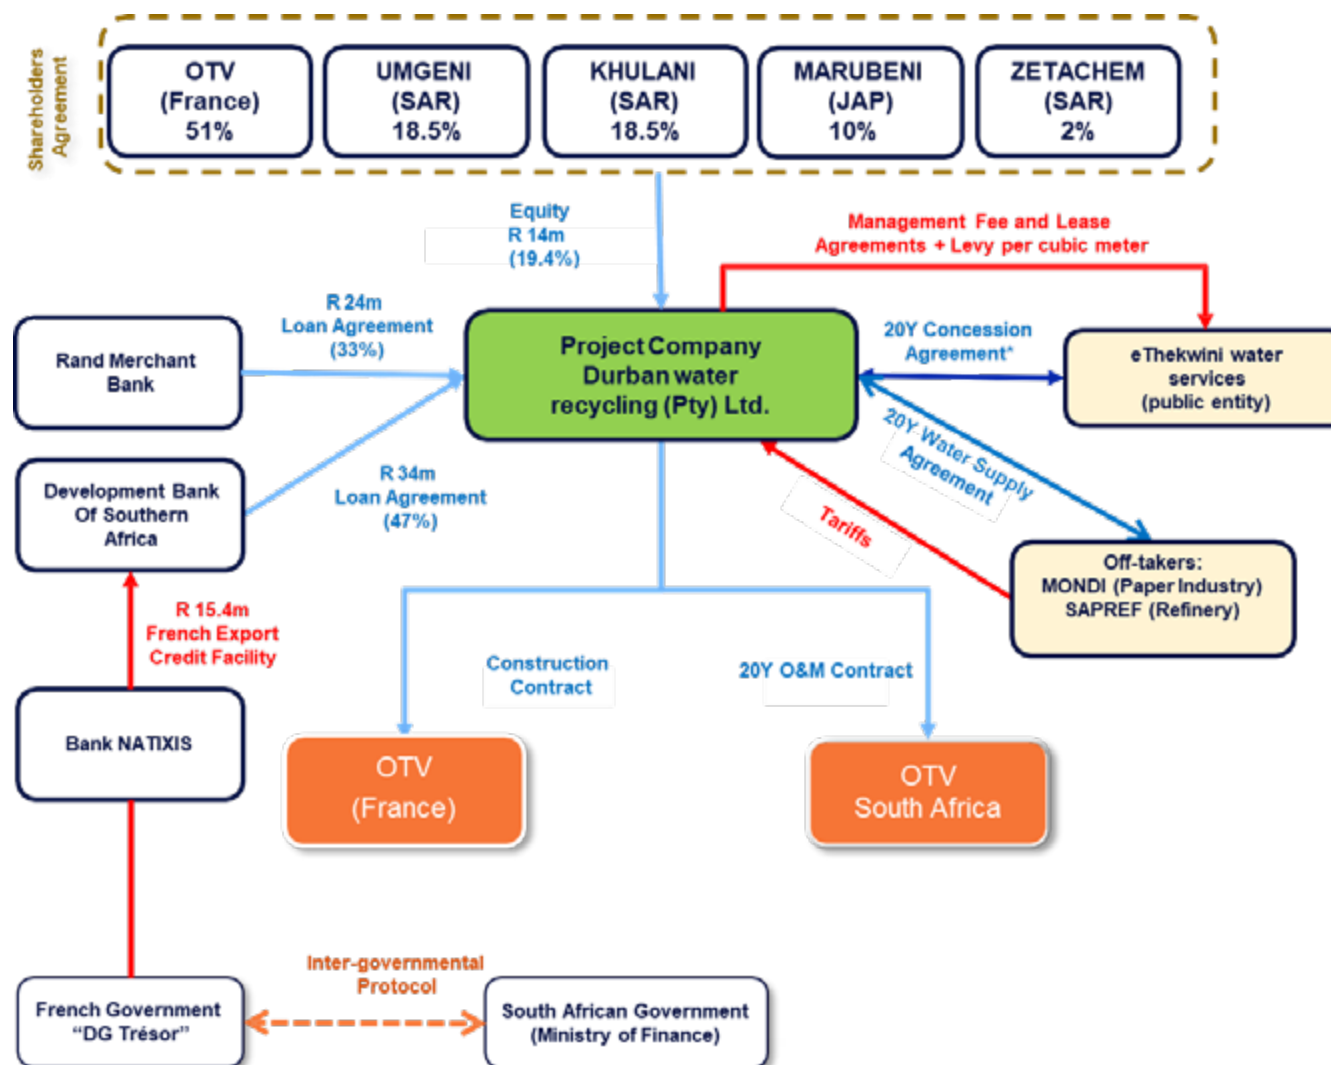 Shareholders
Agreement
OTV
(France)
51%
UMGENI
(SAR)
18.5%
KHULANI
(SAR)
18.5%
MARUBENI
(JAP)
10%
ZETACHEM
(SAR)
2%
Equity
R 14m
(19.4%)
Management Fee and Lease
Agreements + Levy per cubic meter
R 24m
Loan Agreement
(33%)
Rand Merchant
Bank
Project Company
Durban water
recycling (Pty) Ltd.
20Y Concession
Agreement*
eThekwini water
services
(public entity)
20Y Water Supply
Agreement
R 34m
Loan Agreement
(47%)
Development Bank
Of Southern
Africa
Tariffs
Off-takers:
MONDI (Paper Industry)
SAPREF (Refinery)
R 15.4m
French Export
Credit Facility
Construction
Contract
20Y O&M Contract
Bank NATIXIS
OTV
(France)
OTV
South Africa
Inter-governmental
Protocol
French Government
“DG Trésor”
South African Government
(Ministry of Finance)